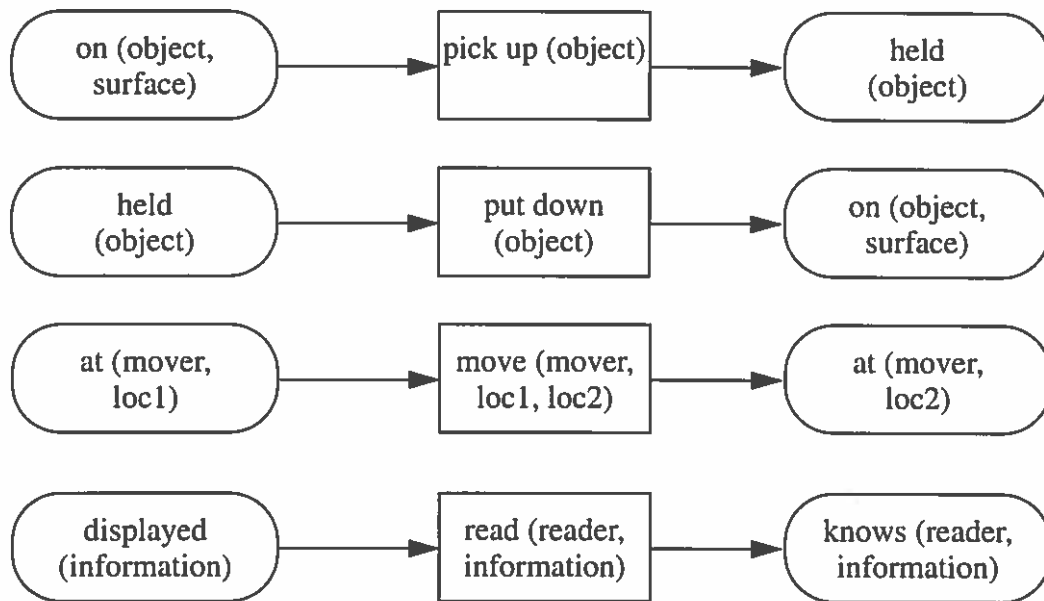 on (object,
surface)
pick up (object)
held
(object)
held
(object)
put down
(object)
on (object,
surface)
at (mover,
loc1)
move (mover,
loc1, loc2)
at (mover,
loc2)
displayed
(information)
read (reader,
information)
knows (reader,
information)